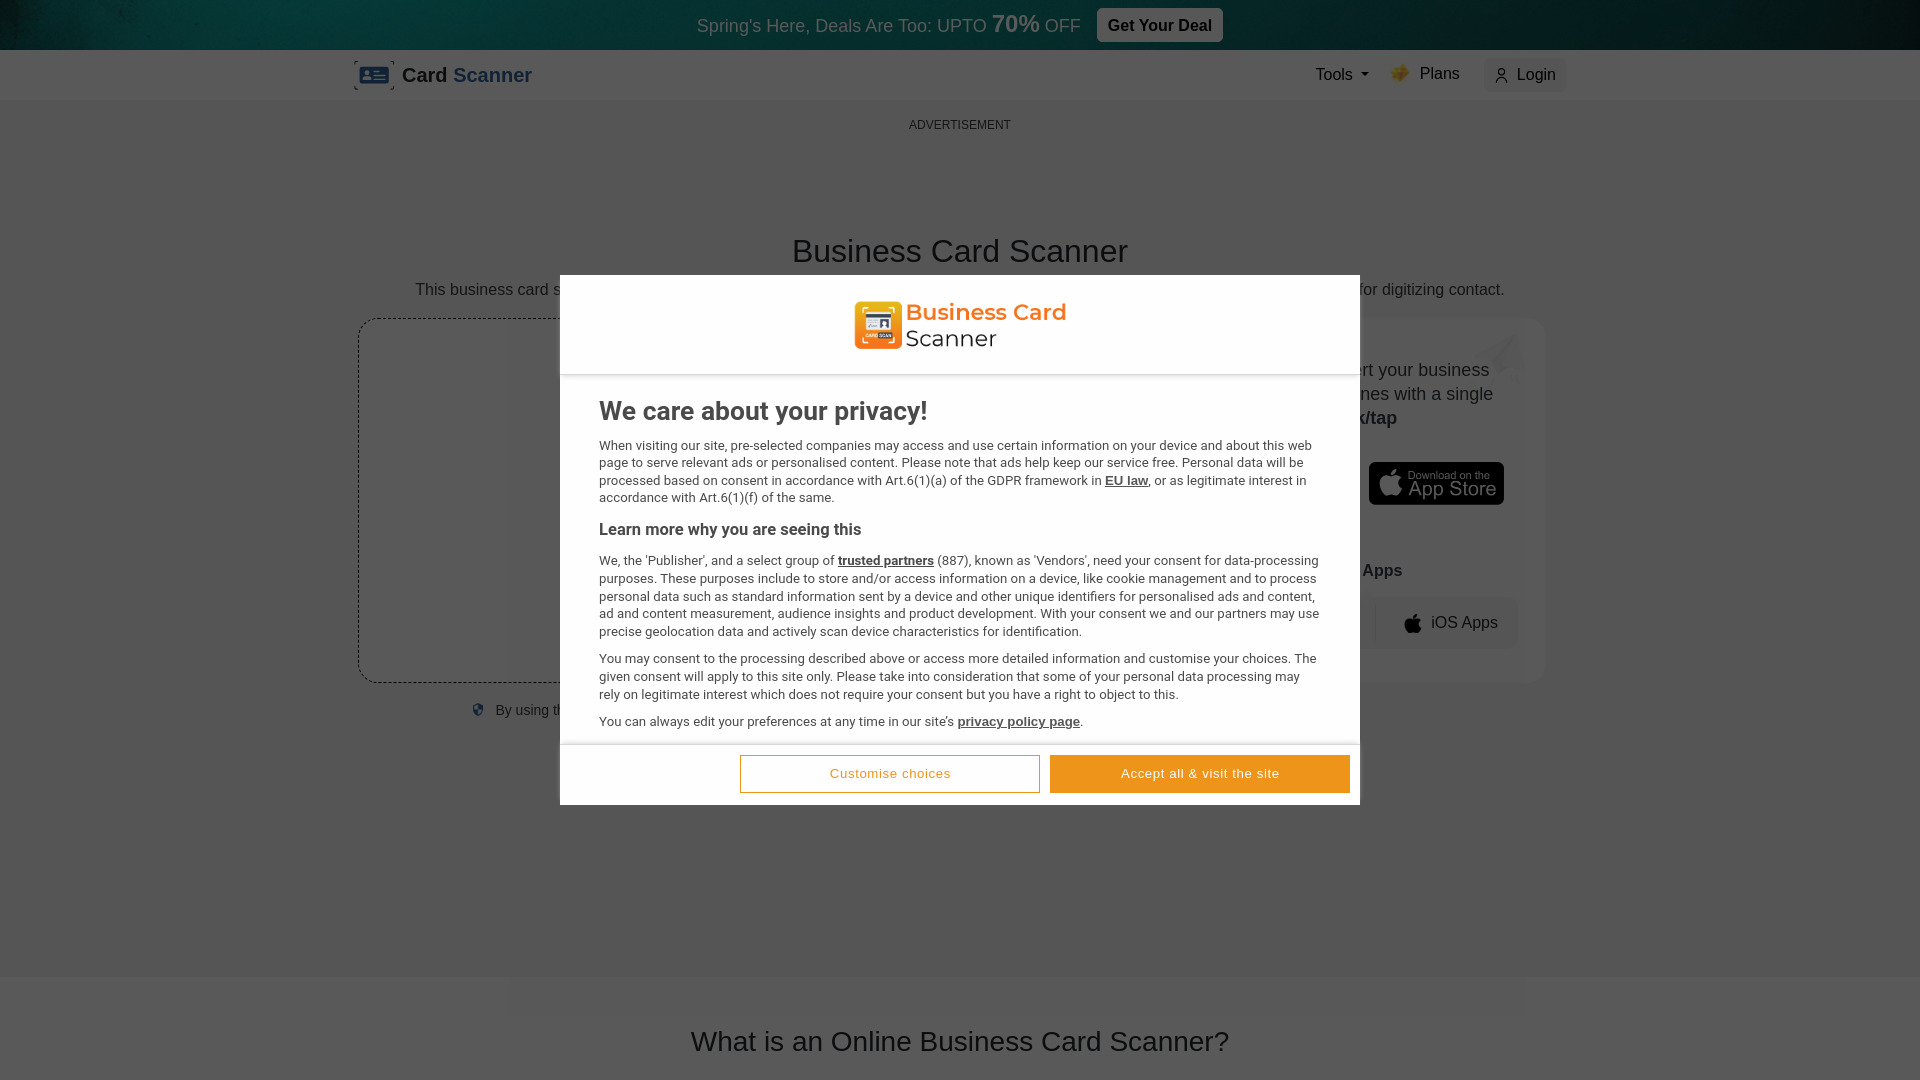 Spring's Here, Deals Are Too: UPTO 70% OFF Get Your Deal
Card Scanner
Tools Plans Login
ADVERTISEMENT
Business Card Scanner
This business card for digitizing contact.
Business Card
Scanner
We care about your privacy!
When visiting our site, pre-selected companies may access and use certain information on your device and about this web
page to serve relevant ads or personalised content. Please note that ads help keep our service free. Personal data will be
processed based on consent in accordance with Art.6(1)(a) of the GDPR framework in EU law, or as legitimate interest in
accordance with Art.6(1)(f) of the same.
Learn more why you are seeing this
We, the 'Publisher', and a select group of trusted partners (887), known as 'Vendors', need your consent for data-processing
purposes. These purposes include to store and/or access information on a device, like cookie management and to process
personal data such as standard information sent by a device and other unique identifiers for personalised ads and content,
ad and content measurement, audience insights and product development. With your consent we and our partners may use
precise geolocation data and actively scan device characteristics for identification.
You may consent to the processing described above or access more detailed information and customise your choices. The
given consent will apply to this site only. Please take into consideration that some of your personal data processing may
rely on legitimate interest which does not require your consent but you have a right to object to this.
You can always edit your preferences at any time in our site's privacy policy page.
Customise choices Accept all & visit the site
your business
with a single
tap
Download on the
App Store
Apps
iOS Apps
By using
What is an Online Business Card Scanner?